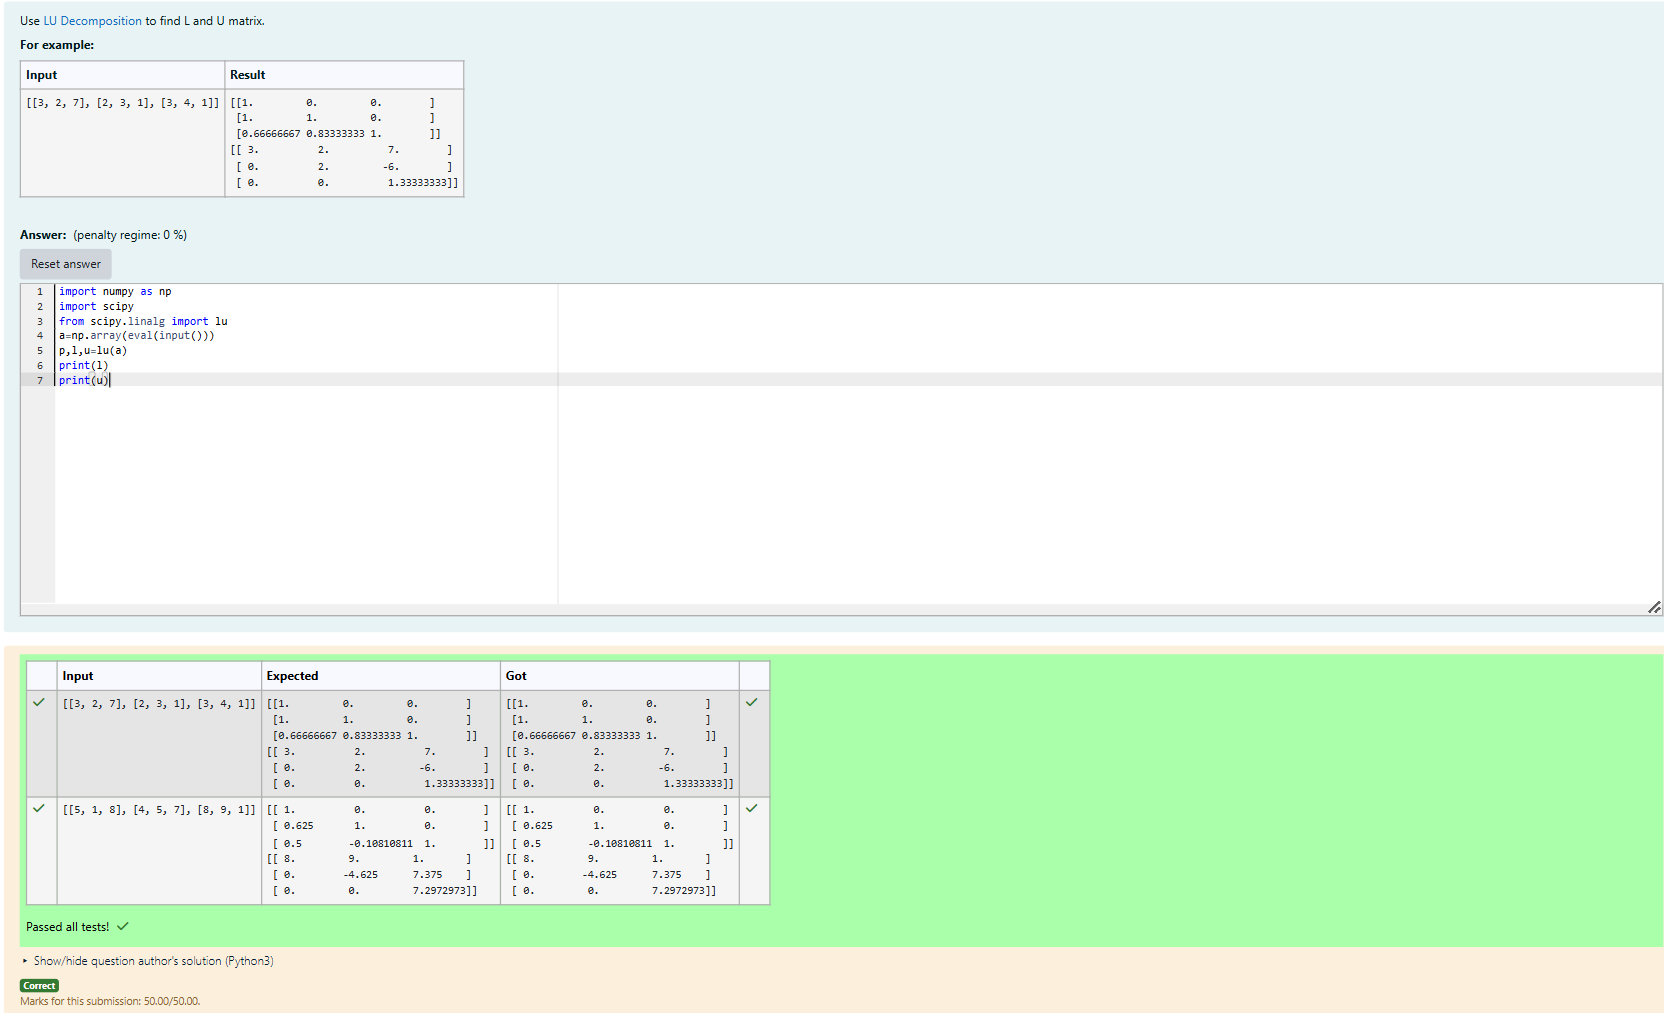 Use LU Decomposition to find L and U matrix.
For example:
Input Result
[[3, 2, 7], [2, 3, 1], [3, 4, 1]] [[1. 0. 0. ]
[1. 1. 0. ]
[0.66666667 0.83333333 1. ]]
[[ 3. 2. 7. ]
[ 0. 2. -6. ]
[ 0. 0. 1.33333333]]
Answer: (penalty regime: 0 %)
Reset answer
1 import numpy as np
2 import scipy
3 from scipy.linalg import lu
4 a=np.array(eval(input()))
5 p,l,u=lu(a)
6 print(l)
7 print(u)
Input Expected Got
[[3, 2, 7], [2, 3, 1], [3, 4, 1]] [[1. 0. 0. ] [[1. 0. 0. ]
[1. 1. 0. ] [1. 1. 0. ]
[0.66666667 0.83333333 1. ]] [0.66666667 0.83333333 1. ]]
[[ 3. 2. 7. ] [[ 3. 2. 7. ]
[ 0. 2. -6. ] [ 0. 2. -6. ]
[ 0. 0. 1.33333333]] [ 0. 0. 1.33333333]]
[[5, 1, 8], [4, 5, 7], [8, 9, 1]] [[ 1. 0. 0. ] [[ 1. 0. 0. ]
[ 0.625 1. 0. ] [ 0.625 1. 0. ]
[ 0.5 -0.10810811 1. ]] [ 0.5 -0.10810811 1. ]]
[[ 8. 9. 1. ] [[ 8. 9. 1. ]
[ 0. -4.625 7.375 ] [ 0. -4.625 7.375 ]
[ 0. 0. 7.2972973]] [ 0. 0. 7.2972973]]
Passed all tests!
Show/hide question author's solution (Python3)
Correct
Marks for this submission: 50.00/50.00.